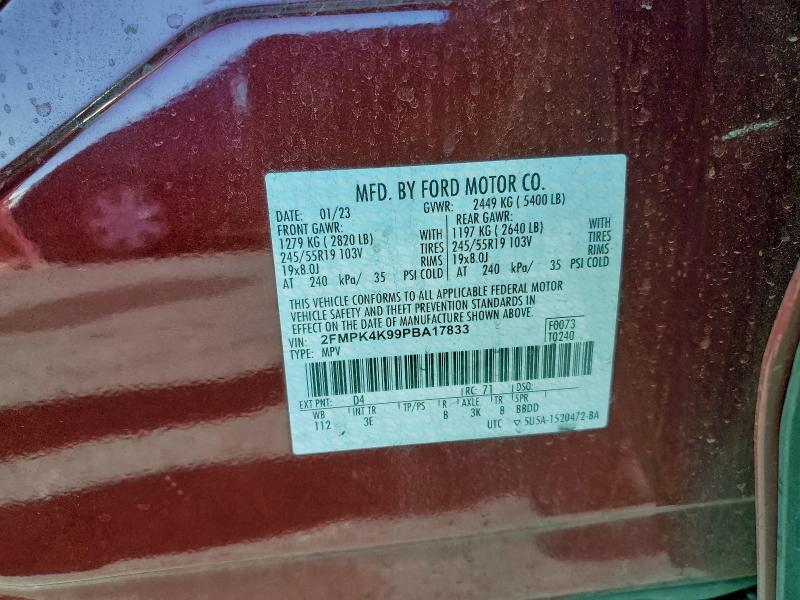 MFD. BY FORD MOTOR CO.
DATE: 01/23 GVWR: 2449 KG ( 5400 LB)
FRONT GAWR: REAR GAWR:
1279 KG ( 2820 LB) WITH 1197 KG ( 2640 LB) WITH
245/55R19 103V TIRES 245/55R19 103V TIRES
19x8.0J RIMS 19x8.0J RIMS
AT 240 kPa/ 35 PSI COLD AT 240 kPa/ 35 PSI COLD
THIS VEHICLE CONFORMS TO ALL APPLICABLE FEDERAL MOTOR
VEHICLE SAFETY AND THEFT PREVENTION STANDARDS IN
EFFECT ON THE DATE OF MANUFACTURE SHOWN ABOVE.
VIN: 2FMPK4K99PBA17833 F0073
TYPE: MPV T0240
EXT PNT: D4 RC: 71 DSO:
WB INT TR TP/PS R AXLE TR SPR
112 3E B 3K 8 BBDD
UTC ▽ 5U5A-1520472-BA